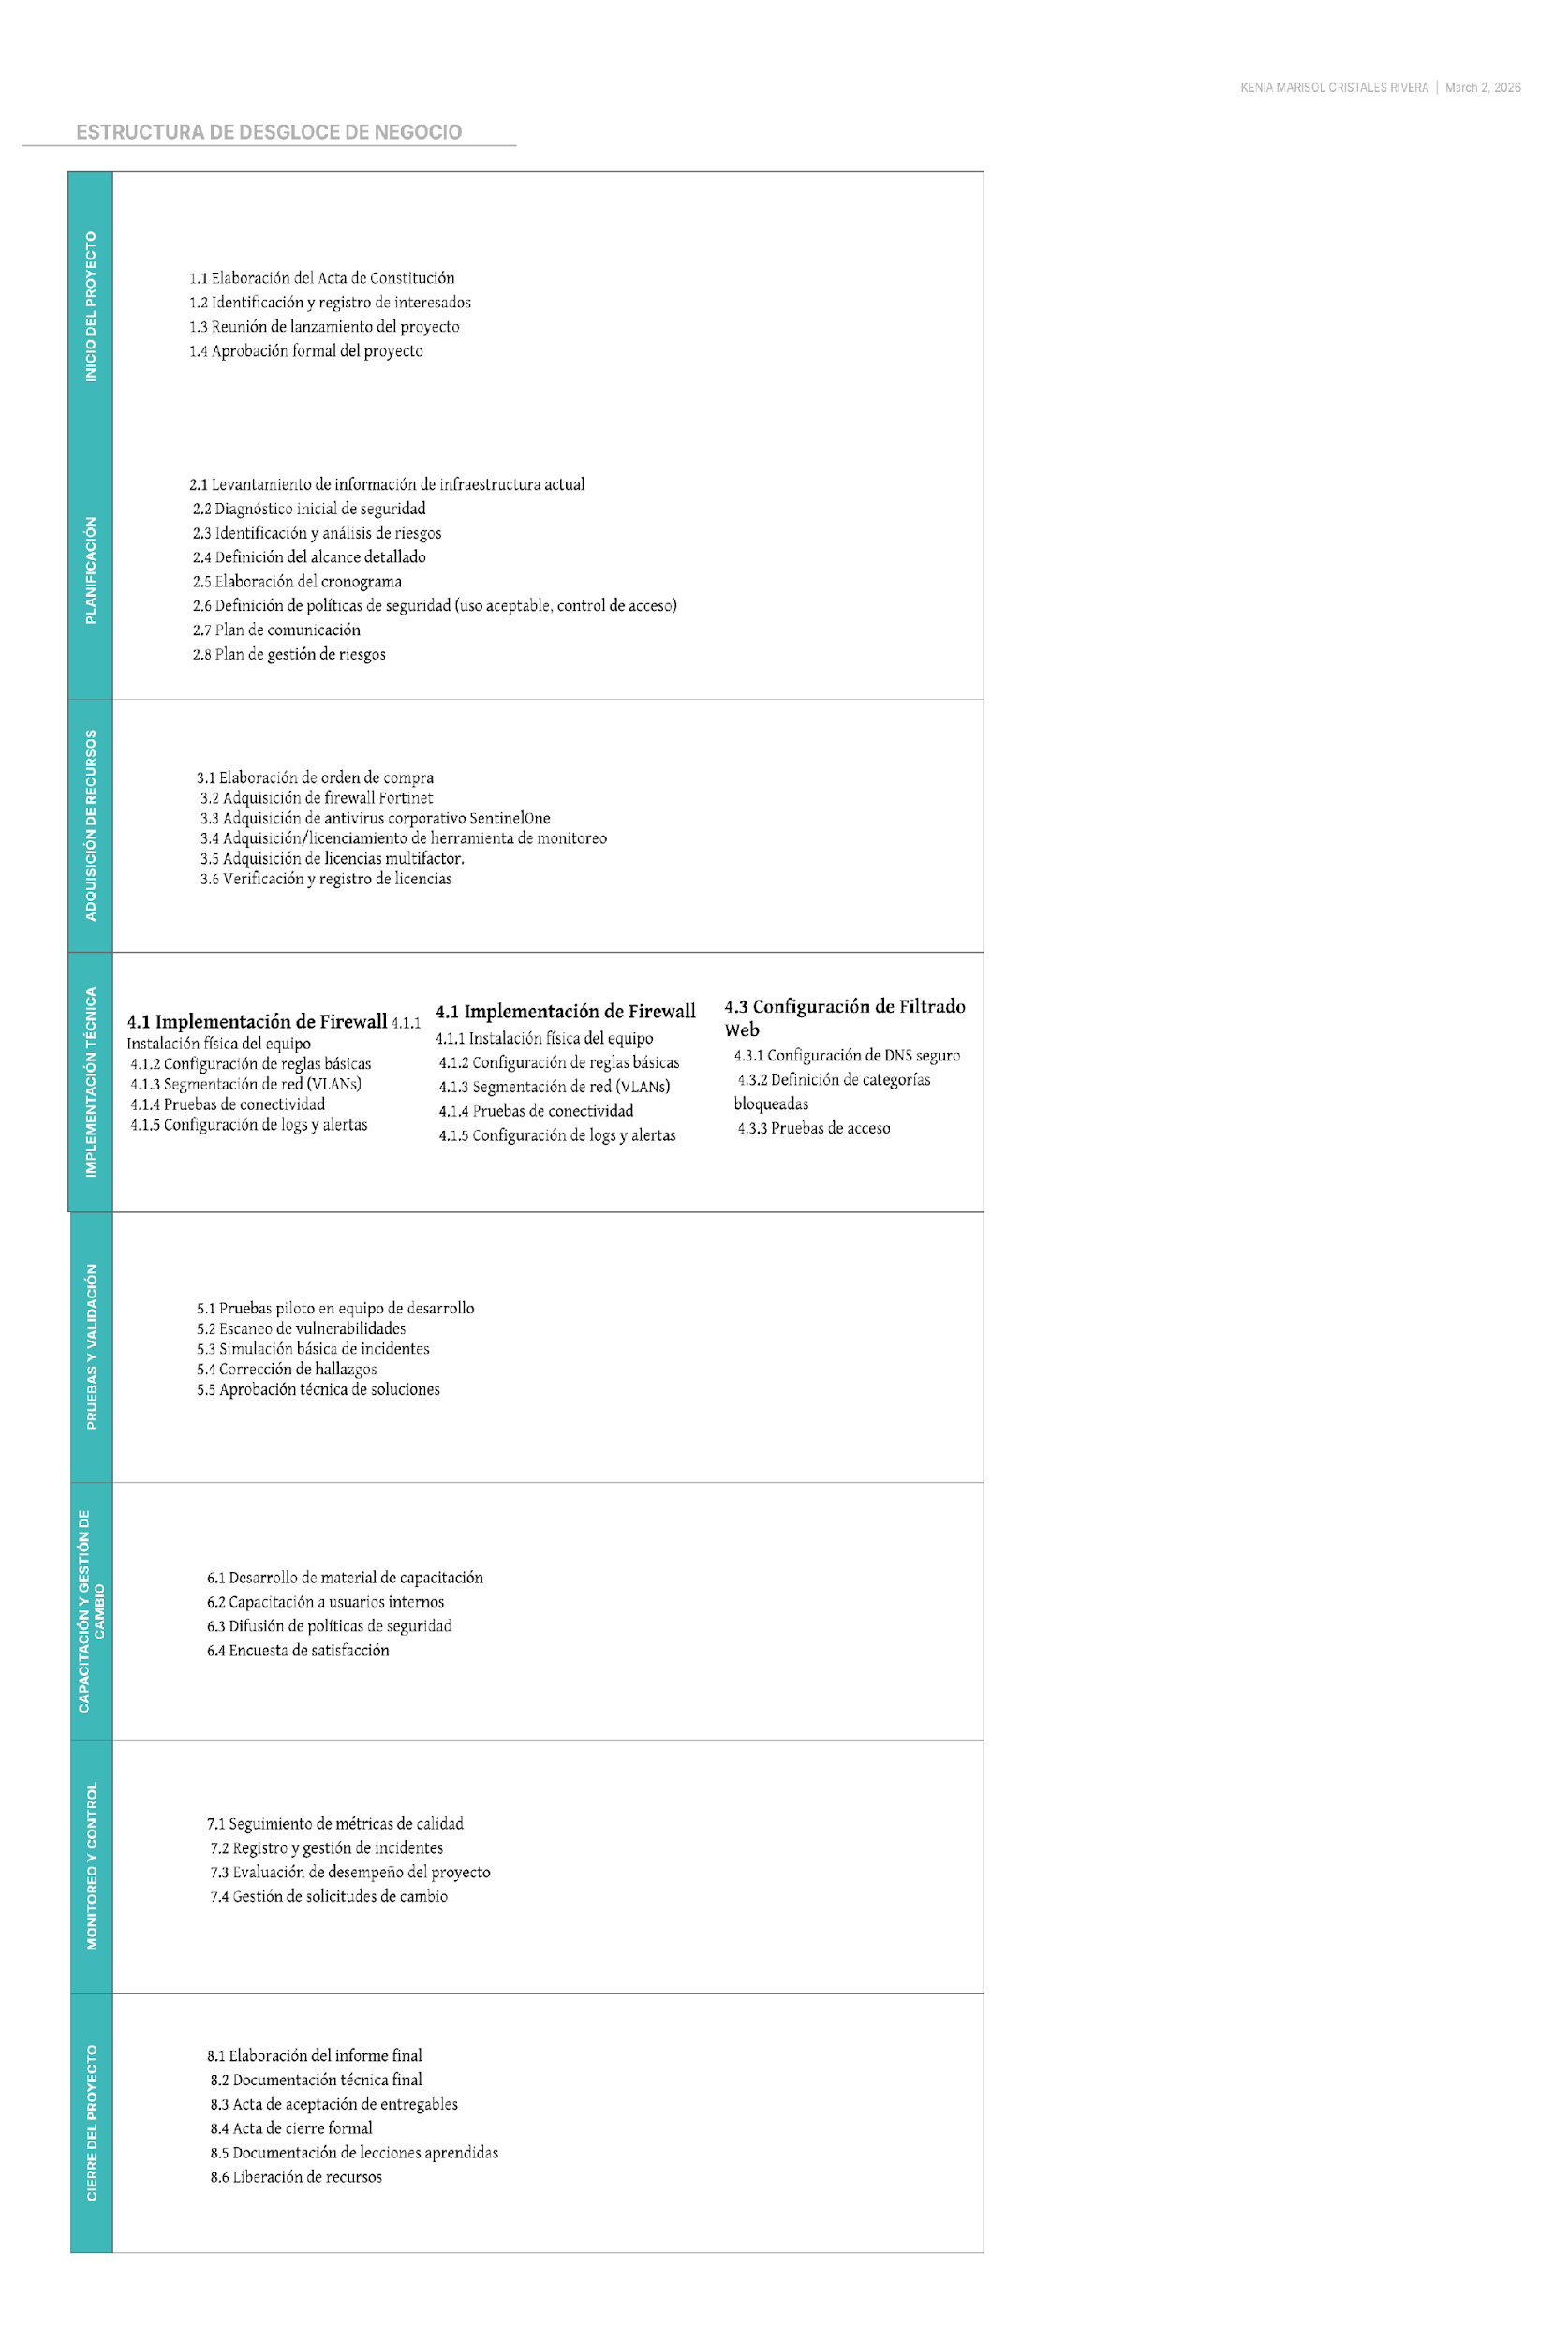 KENIA MARISOL CRISTALES RIVERA | March 2, 2026
ESTRUCTURA DE DESGLOCE DE NEGOCIO
INICIO DEL PROYECTO
1.1 Elaboración del Acta de Constitución
1.2 Identificación y registro de interesados
1.3 Reunión de lanzamiento del proyecto
1.4 Aprobación formal del proyecto
PLANIFICACIÓN
2.1 Levantamiento de información de infraestructura actual
2.2 Diagnóstico inicial de seguridad
2.3 Identificación y análisis de riesgos
2.4 Definición del alcance detallado
2.5 Elaboración del cronograma
2.6 Definición de políticas de seguridad (uso aceptable, control de acceso)
2.7 Plan de comunicación
2.8 Plan de gestión de riesgos
ADQUISICIÓN DE RECURSOS
3.1 Elaboración de orden de compra
3.2 Adquisición de firewall Fortinet
3.3 Adquisición de antivirus corporativo SentinelOne
3.4 Adquisición/licenciamiento de herramienta de monitoreo
3.5 Adquisición de licencias multifactor.
3.6 Verificación y registro de licencias
IMPLEMENTACIÓN TÉCNICA
4.1 Implementación de Firewall 4.1.1
Instalación física del equipo
4.1.2 Configuración de reglas básicas
4.1.3 Segmentación de red (VLANs)
4.1.4 Pruebas de conectividad
4.1.5 Configuración de logs y alertas
4.1 Implementación de Firewall
4.1.1 Instalación física del equipo
4.1.2 Configuración de reglas básicas
4.1.3 Segmentación de red (VLANs)
4.1.4 Pruebas de conectividad
4.1.5 Configuración de logs y alertas
4.3 Configuración de Filtrado
Web
4.3.1 Configuración de DNS seguro
4.3.2 Definición de categorías
bloqueadas
4.3.3 Pruebas de acceso
PRUEBAS Y VALIDACIÓN
5.1 Pruebas piloto en equipo de desarrollo
5.2 Escaneo de vulnerabilidades
5.3 Simulación básica de incidentes
5.4 Corrección de hallazgos
5.5 Aprobación técnica de soluciones
CAPACITACIÓN Y GESTIÓN DE
CAMBIO
6.1 Desarrollo de material de capacitación
6.2 Capacitación a usuarios internos
6.3 Difusión de políticas de seguridad
6.4 Encuesta de satisfacción
MONITOREO Y CONTROL
7.1 Seguimiento de métricas de calidad
7.2 Registro y gestión de incidentes
7.3 Evaluación de desempeño del proyecto
7.4 Gestión de solicitudes de cambio
CIERRE DEL PROYECTO
8.1 Elaboración del informe final
8.2 Documentación técnica final
8.3 Acta de aceptación de entregables
8.4 Acta de cierre formal
8.5 Documentación de lecciones aprendidas
8.6 Liberación de recursos